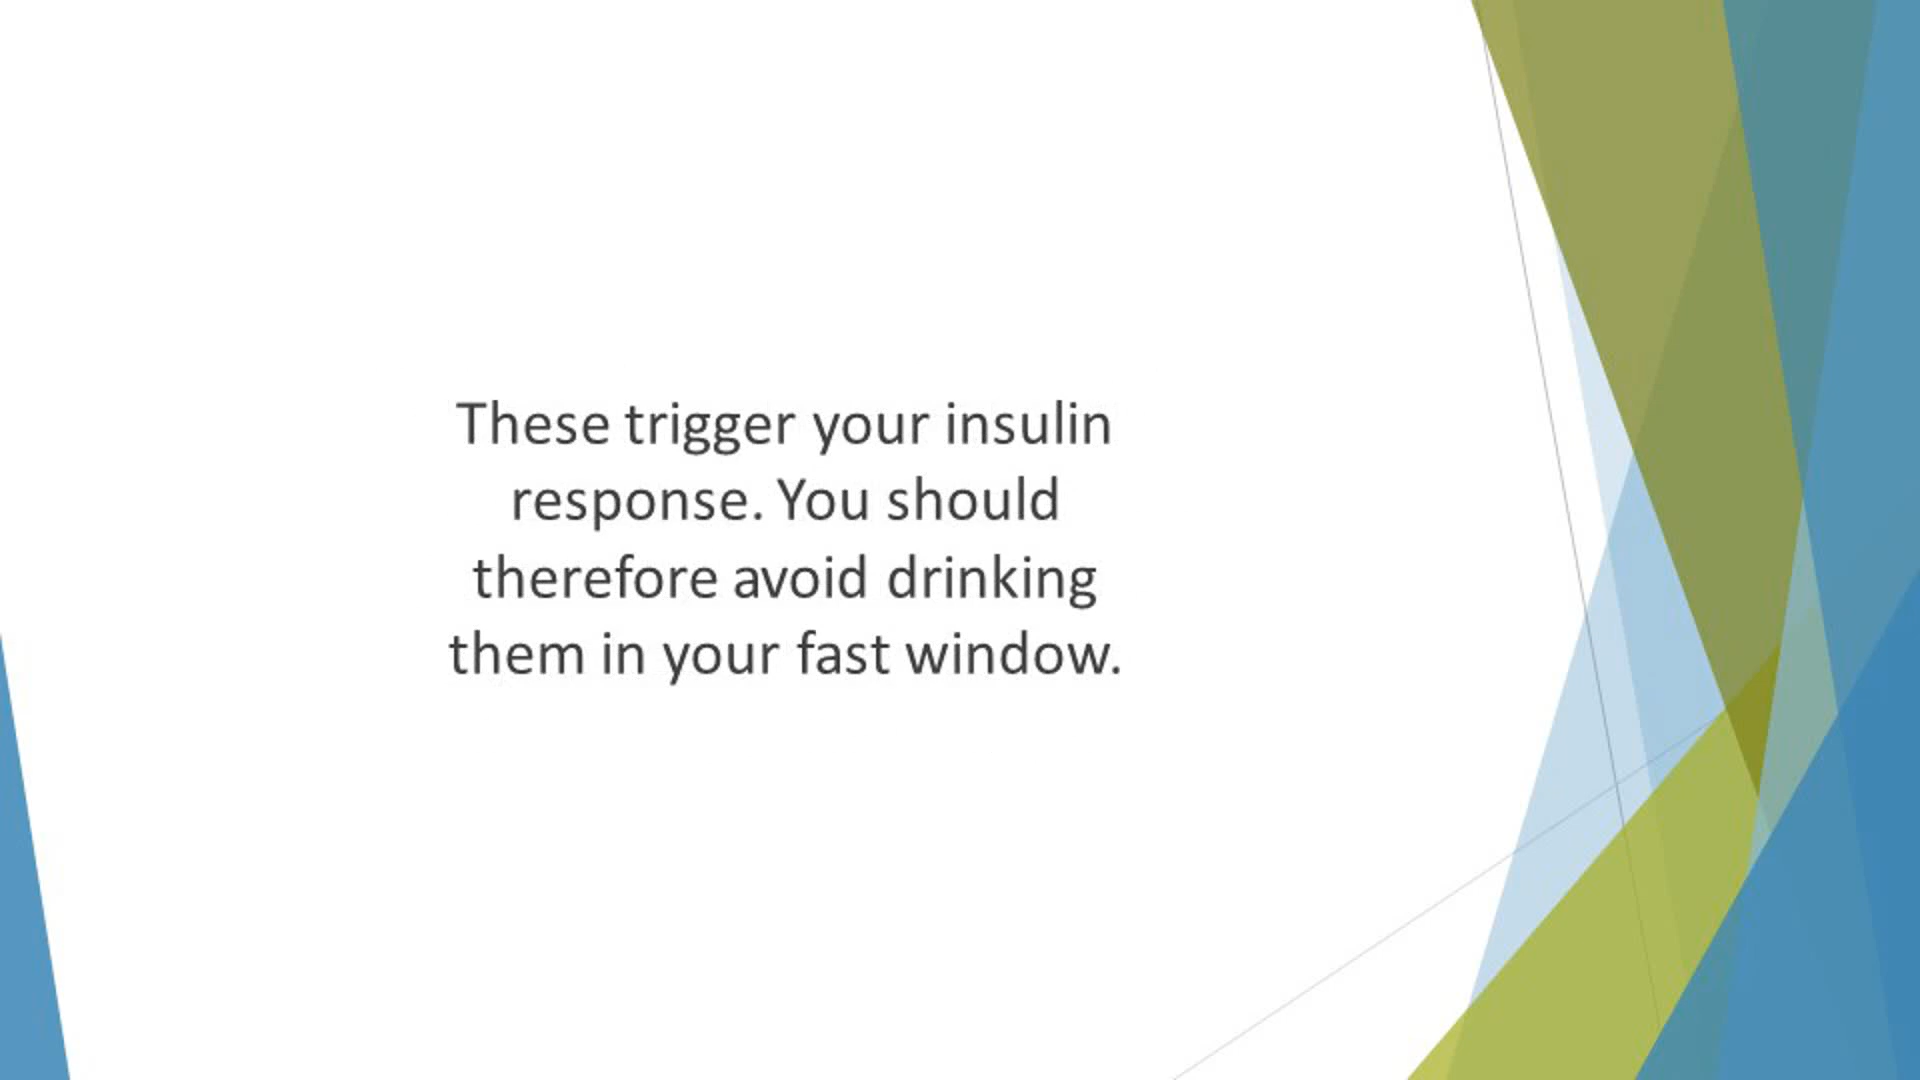 These trigger your insulin
response. You should
therefore avoid drinking
them in your fast window.